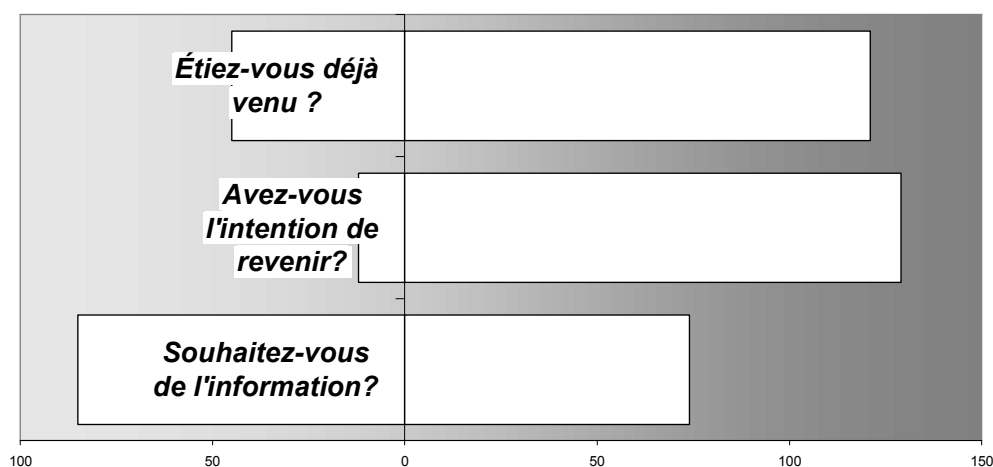 Étiez-vous déjà
venu ?
Avez-vous
l'intention de
revenir?
Souhaitez-vous
de l'information?
100 50 0 50 100 150